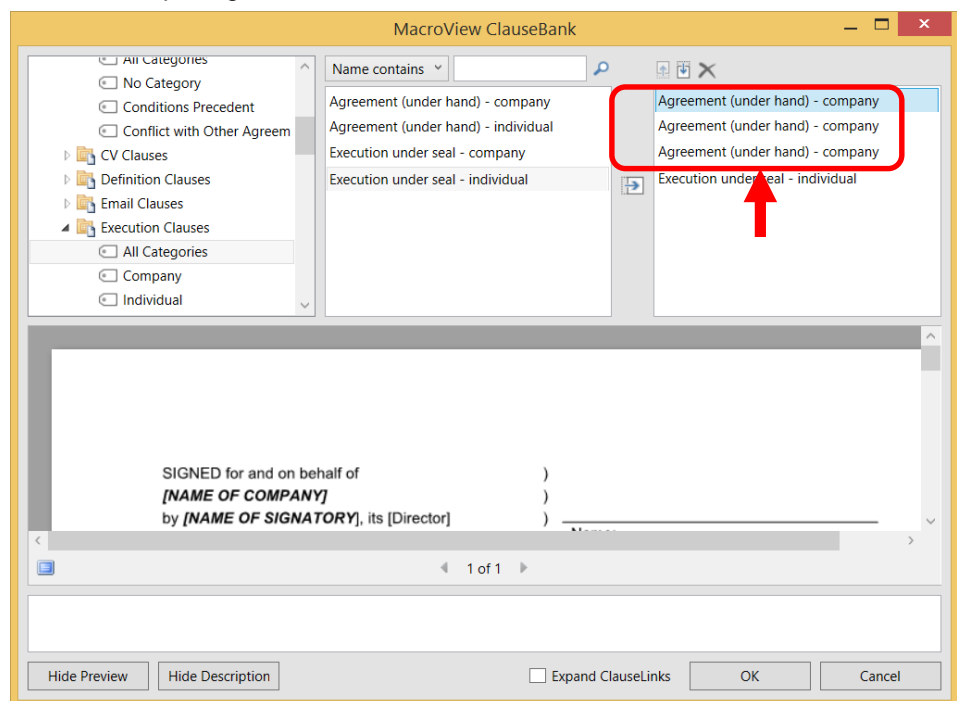 MacroView ClauseBank
All Categories
No Category
Conditions Precedent
Conflict with Other Agreem
CV Clauses
Definition Clauses
Email Clauses
Execution Clauses
All Categories
Company
Individual
Name contains
Agreement (under hand) - company
Agreement (under hand) - individual
Execution under seal - company
Execution under seal - individual
Agreement (under hand) - company
Agreement (under hand) - company
Agreement (under hand) - company
Execution under seal - individual
SIGNED for and on behalf of )
[NAME OF COMPANY] )
by [NAME OF SIGNATORY], its [Director] )
Name:
1 of 1
Hide Preview
Hide Description
Expand ClauseLinks
OK
Cancel